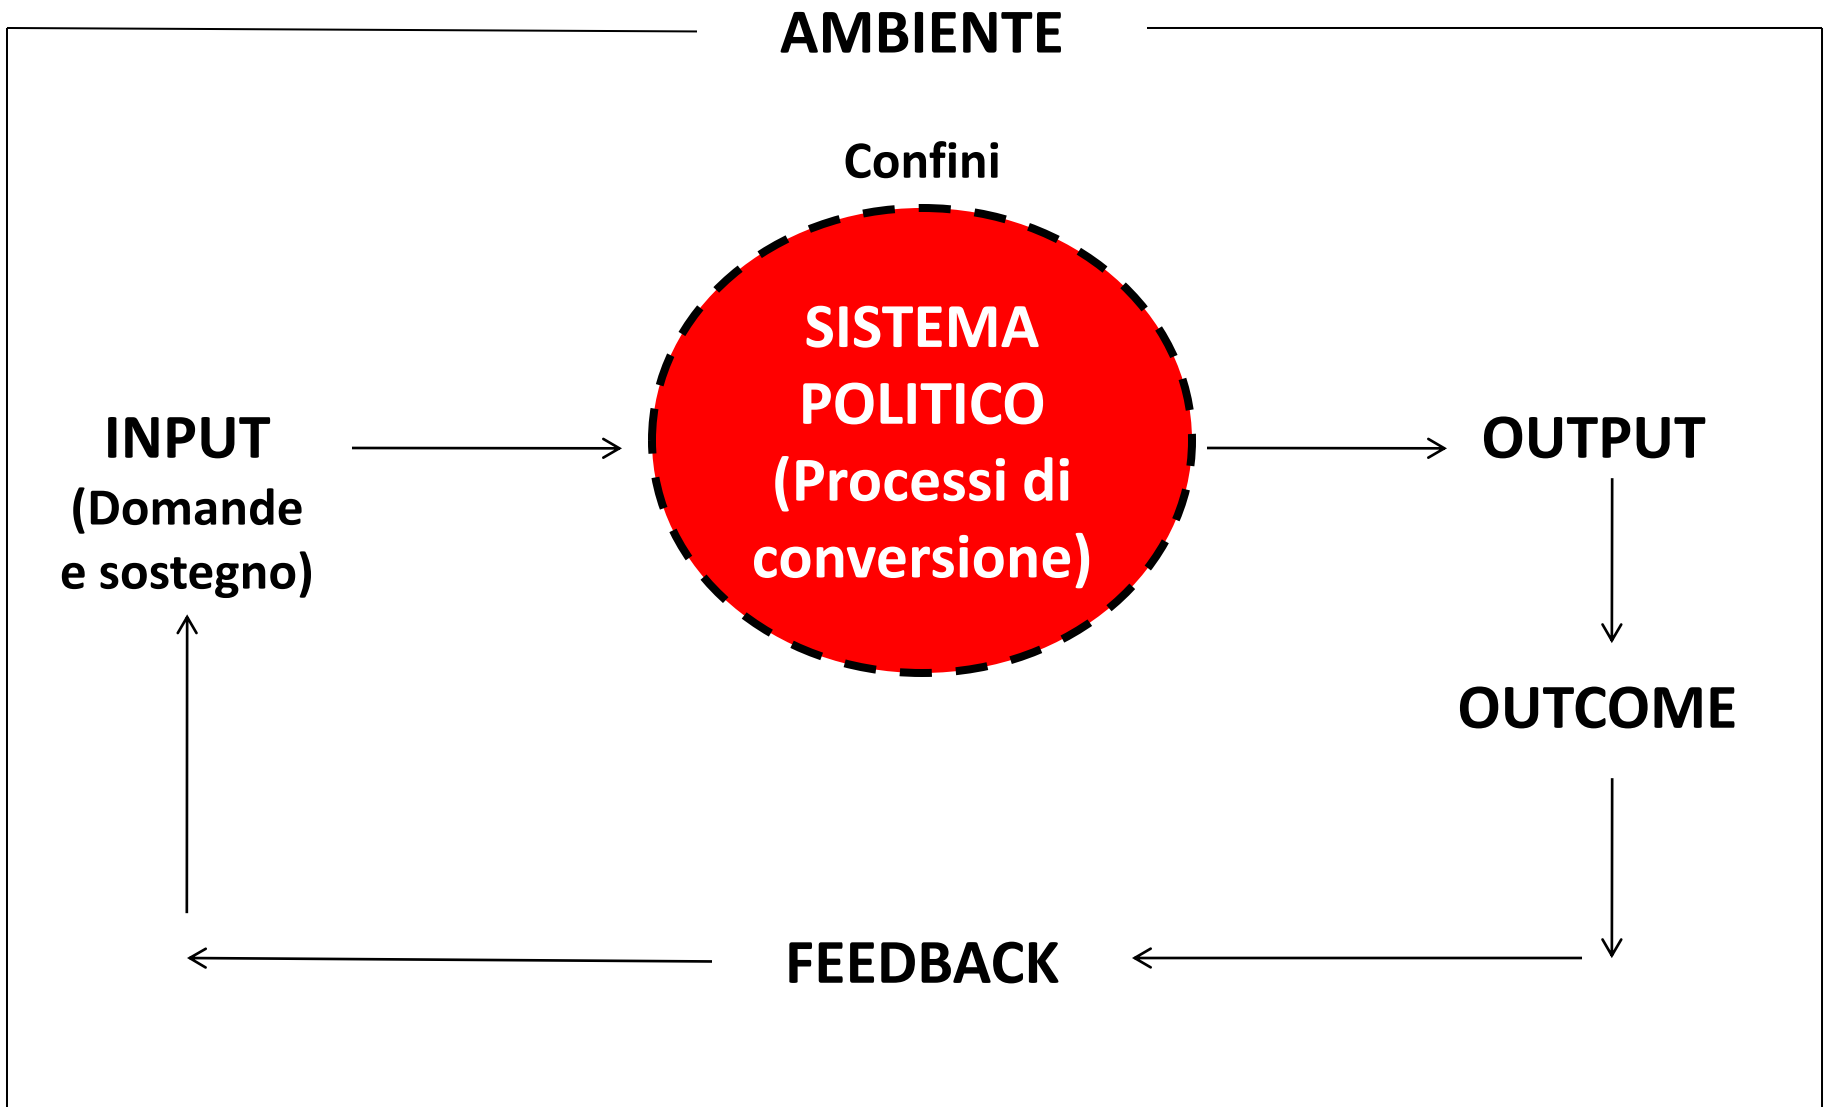 AMBIENTE
Confini
SISTEMA
POLITICO
(Processi di
conversione)
INPUT
(Domande
e sostegno)
OUTPUT
OUTCOME
FEEDBACK